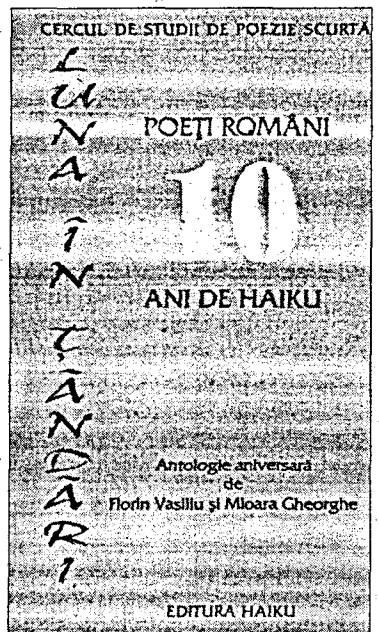 CERCUL DE STUDII DE POEZIE SCURTĂ
LUNA ÎN ȚĂNDĂRI
POEȚI ROMÂNI
10
ANI DE HAIKU
Antologie aniversară
de
Florin Vasiliu și Mioara Gheorghe
EDITURA HAIKU